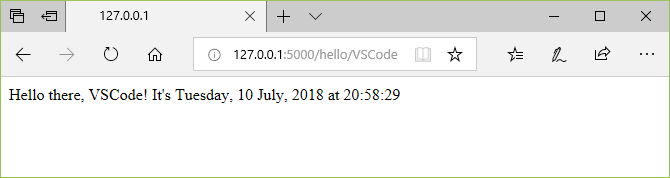 127.0.0.1
127.0.0.1:5000/hello/VSCode
Hello there, VSCode! It's Tuesday, 10 July, 2018 at 20:58:29